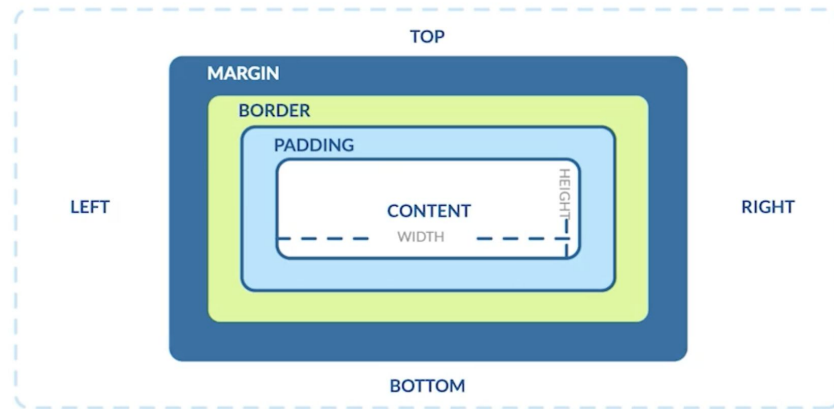 TOP
MARGIN
BORDER
PADDING
HEIGHT
LEFT
CONTENT
RIGHT
WIDTH
BOTTOM